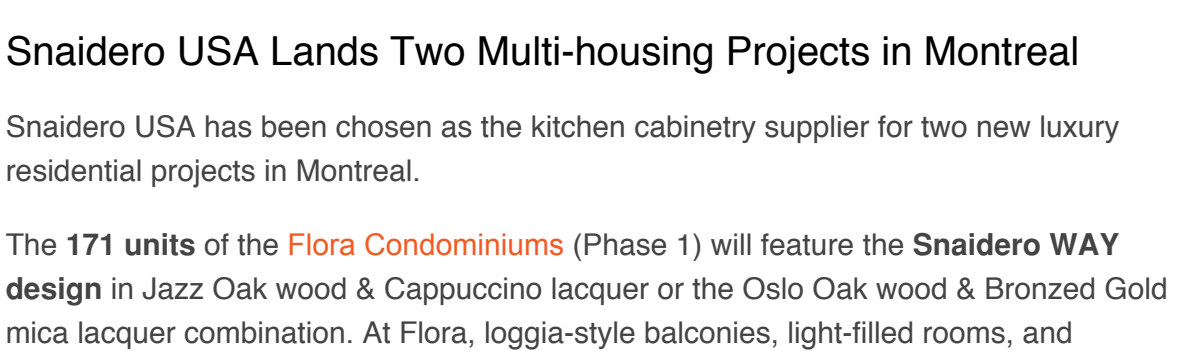 Snaidero USA Lands Two Multi-housing Projects in Montreal
Snaidero USA has been chosen as the kitchen cabinetry supplier for two new luxury
residential projects in Montreal.
The 171 units of the Flora Condominiums (Phase 1) will feature the Snaidero WAY
design in Jazz Oak wood & Cappuccino lacquer or the Oslo Oak wood & Bronzed Gold
mica lacquer combination. At Flora, loggia-style balconies, light-filled rooms, and